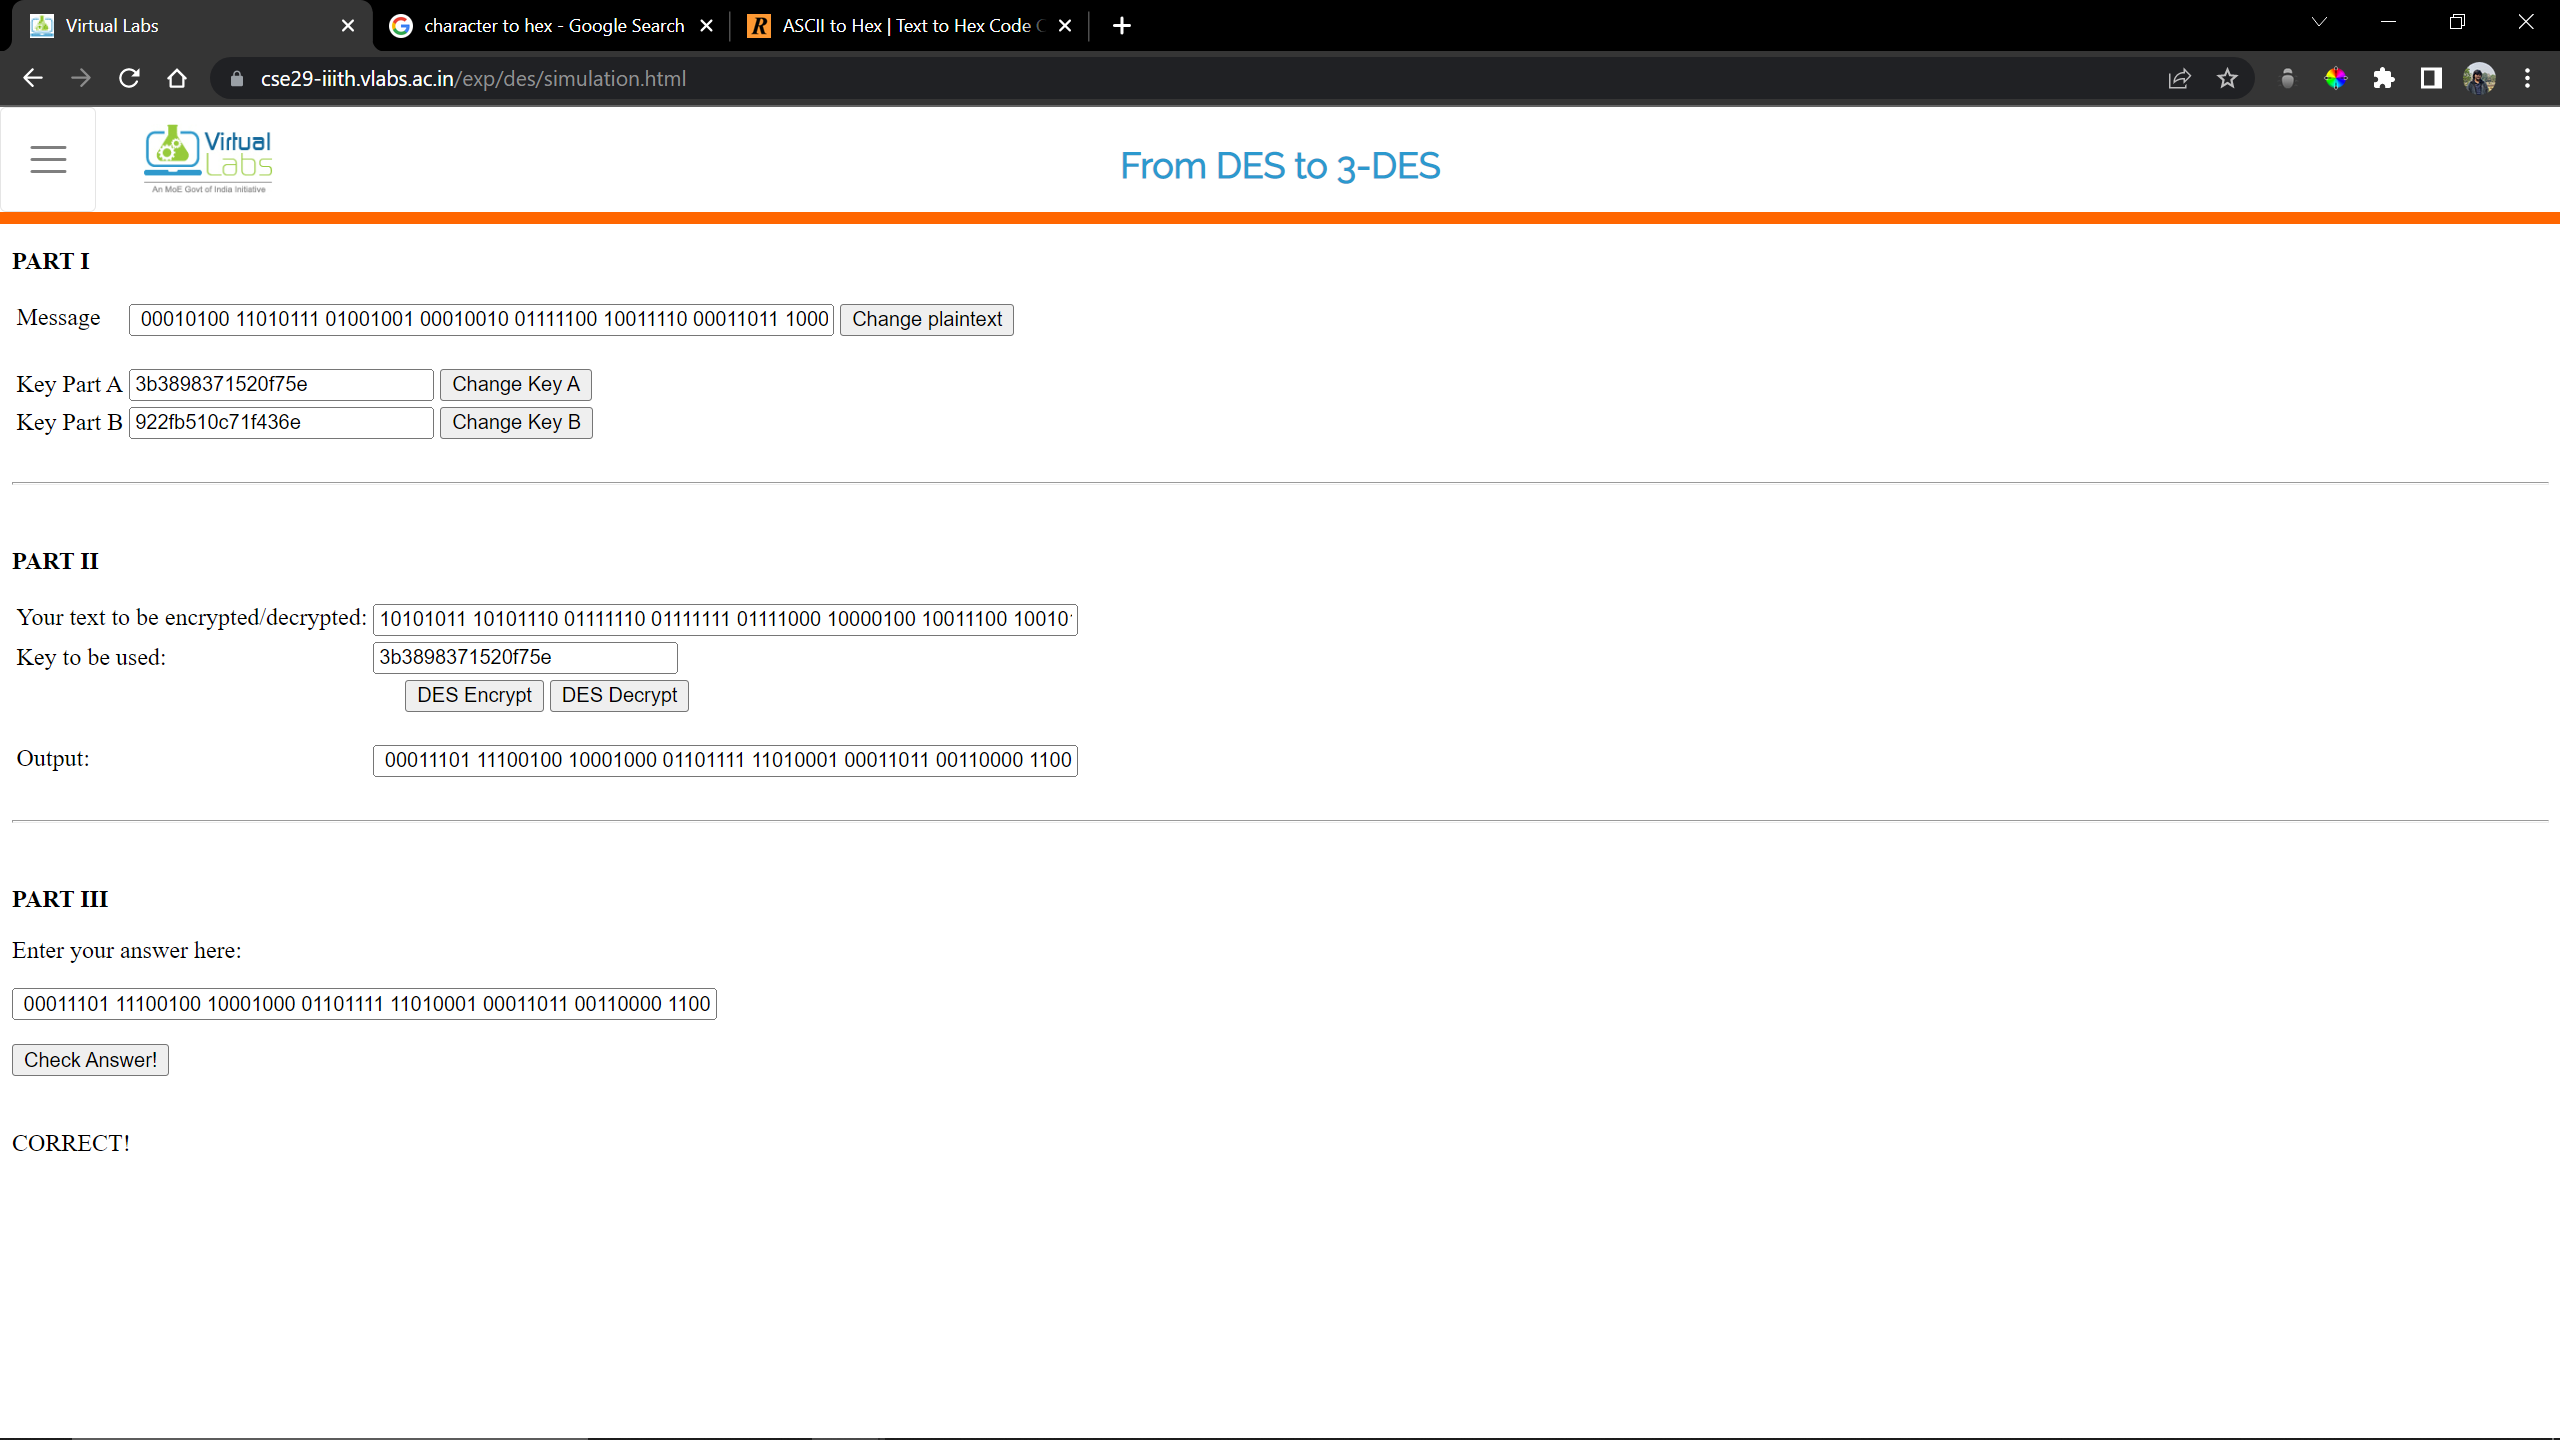 Virtual Labs
character to hex - Google Search
R ASCII to Hex | Text to Hex Code C
cse29-iiith.vlabs.ac.in/exp/des/simulation.html
Virtual Labs
An MoE Govt of India Initiative
From DES to 3-DES
PART I
Message 00010100 11010111 01001001 00010010 01111100 10011110 00011011 1000 Change plaintext
Key Part A 3b3898371520f75e Change Key A
Key Part B 922fb510c71f436e Change Key B
PART II
Your text to be encrypted/decrypted: 10101011 10101110 01111110 01111111 01111000 10000100 10011100 10010
Key to be used: 3b3898371520f75e
DES Encrypt DES Decrypt
Output: 00011101 11100100 10001000 01101111 11010001 00011011 00110000 1100
PART III
Enter your answer here:
00011101 11100100 10001000 01101111 11010001 00011011 00110000 1100
Check Answer!
CORRECT!